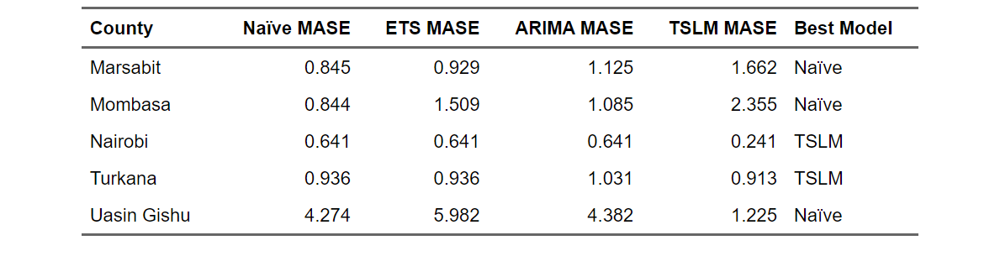 County Naïve MASE ETS MASE ARIMA MASE TSLM MASE Best Model
Marsabit 0.845 0.929 1.125 1.662 Naïve
Mombasa 0.844 1.509 1.085 2.355 Naïve
Nairobi 0.641 0.641 0.641 0.241 TSLM
Turkana 0.936 0.936 1.031 0.913 TSLM
Uasin Gishu 4.274 5.982 4.382 1.225 Naïve